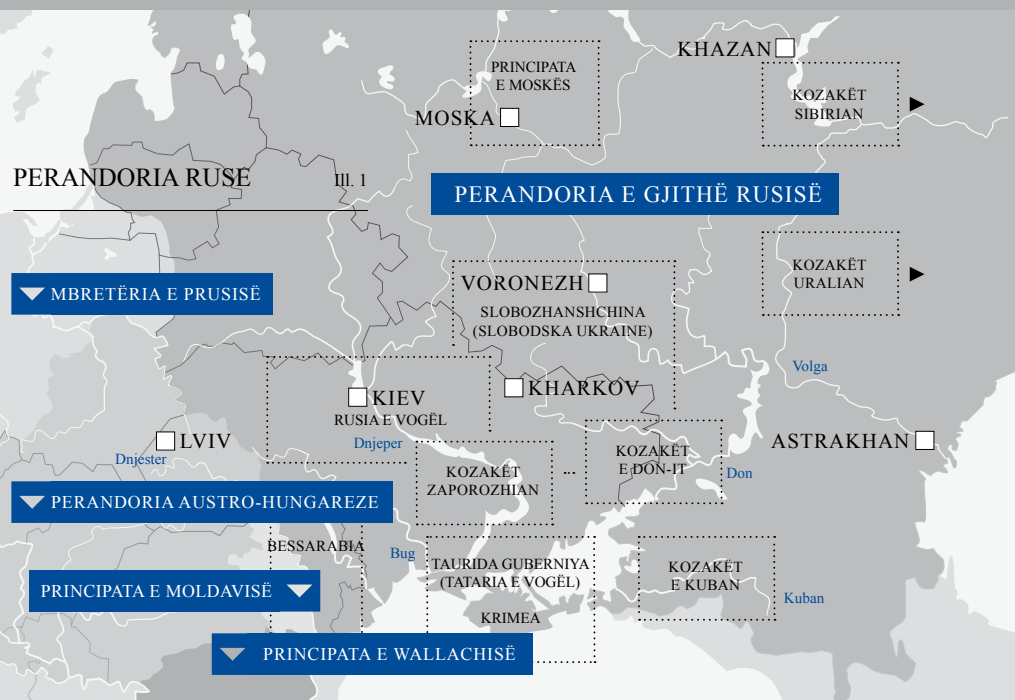 KHAZAN
PRINCIPATA
E MOSKËS
KOZAKËT
SIBIRIAN
MOSKA
PERANDORIA RUSE
Ill. 1
PERANDORIA E GJITHË RUSISË
KOZAKËT
URALIAN
MBRETËRIA E PRUSISË
VORONEZH
SLOBOZHANSHCHINA
(SLOBODSKA UKRAINE)
Volga
KIEV
RUSIA E VOGËL
KHARKOV
LVIV
Dnjester
Dnjeper
ASTRAKHAN
KOZAKËT
ZAPOROZHIAN
...
KOZAKËT
E DON-IT
Don
PERANDORIA AUSTRO-HUNGAREZE
BESSARABIA
Bug
TAURIDA GUBERNIYA
(TATARIA E VOGËL)
KOZAKËT
E KUBAN
Kuban
PRINCIPATA E MOLDAVISË
KRIMEA
PRINCIPATA E WALLACHISË